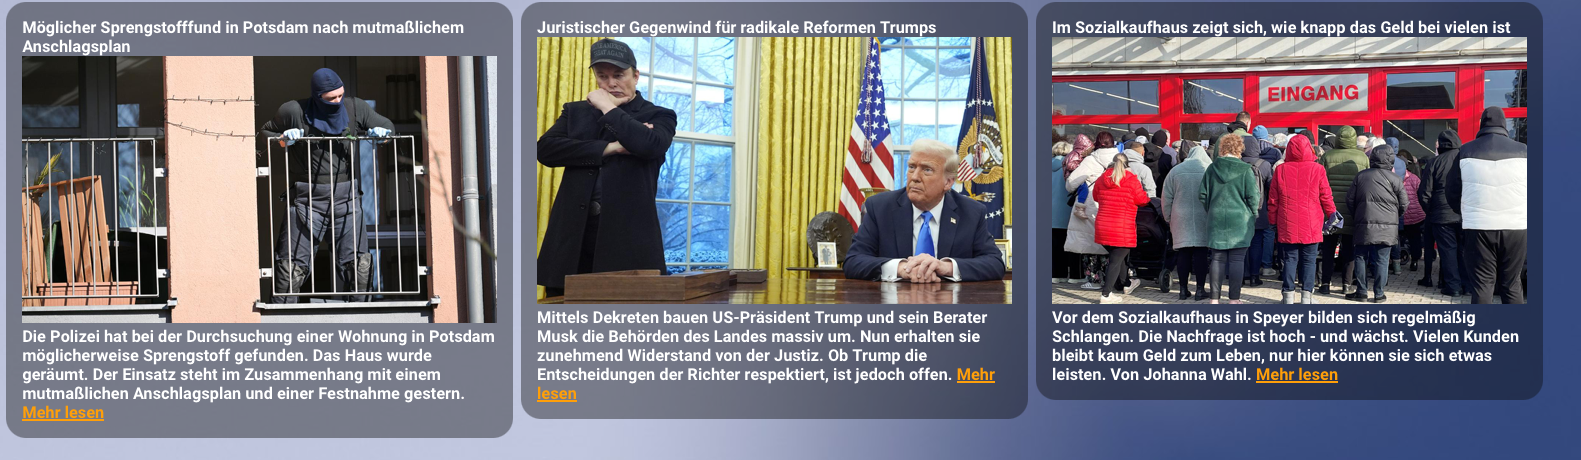 Möglicher Sprengstofffund in Potsdam nach mutmaßlichem
Anschlagsplan
Die Polizei hat bei der Durchsuchung einer Wohnung in Potsdam
möglicherweise Sprengstoff gefunden. Das Haus wurde
geräumt. Der Einsatz steht im Zusammenhang mit einem
mutmaßlichen Anschlagsplan und einer Festnahme gestern.
Mehr lesen
Juristischer Gegenwind für radikale Reformen Trumps
Mittels Dekreten bauen US-Präsident Trump und sein Berater
Musk die Behörden des Landes massiv um. Nun erhalten sie
zunehmend Widerstand von der Justiz. Ob Trump die
Entscheidungen der Richter respektiert, ist jedoch offen. Mehr
lesen
Im Sozialkaufhaus zeigt sich, wie knapp das Geld bei vielen ist
EINGANG
Vor dem Sozialkaufhaus in Speyer bilden sich regelmäßig
Schlangen. Die Nachfrage ist hoch - und wächst. Vielen Kunden
bleibt kaum Geld zum Leben, nur hier können sie sich etwas
leisten. Von Johanna Wahl. Mehr lesen